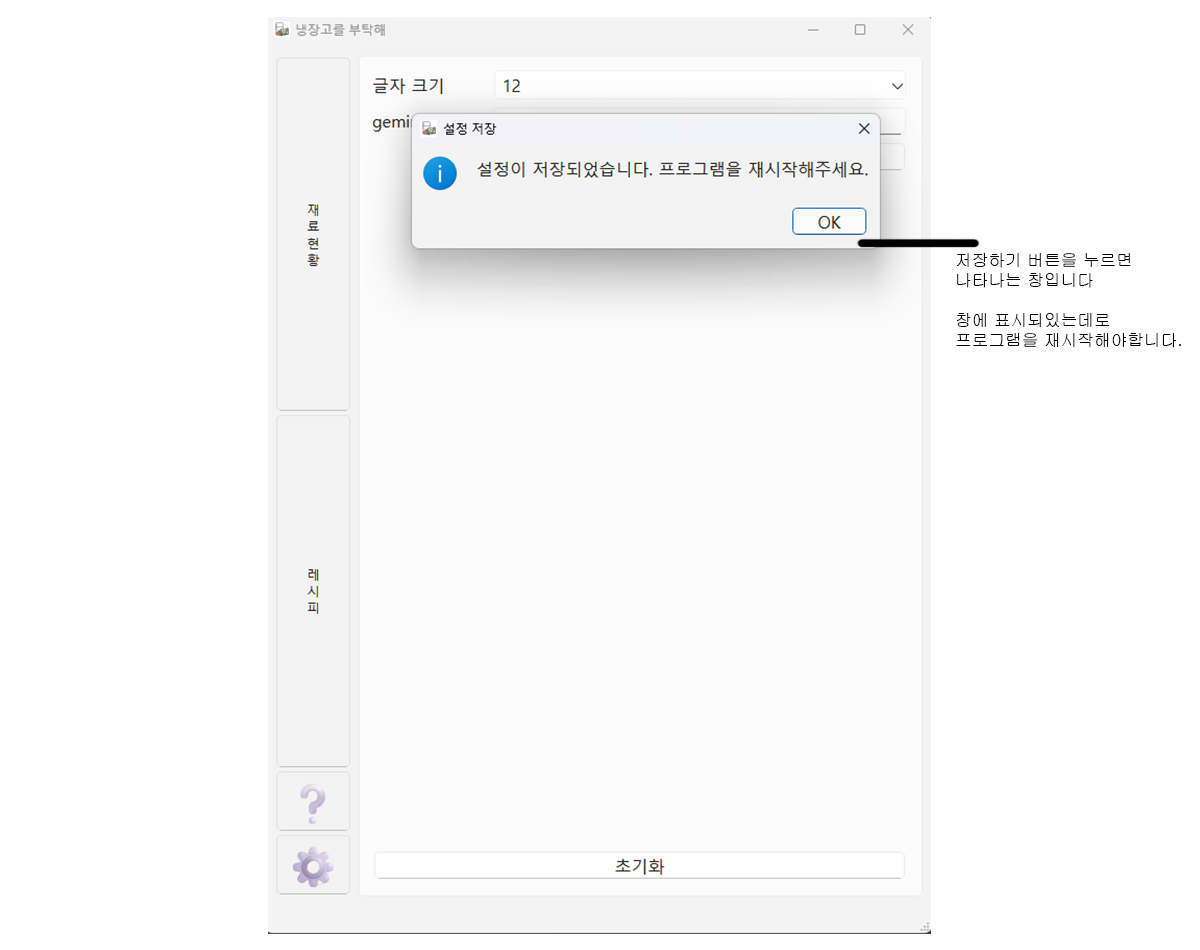 냉장고를 부탁해
글자 크기
12
설정 저장
설정이 저장되었습니다. 프로그램을 재시작해주세요.
OK
저장하기 버튼을 누르면
나타나는 창입니다
창에 표시되있는데로
프로그램을 재시작해야합니다.
재
료
현
황
레
시
피
초기화